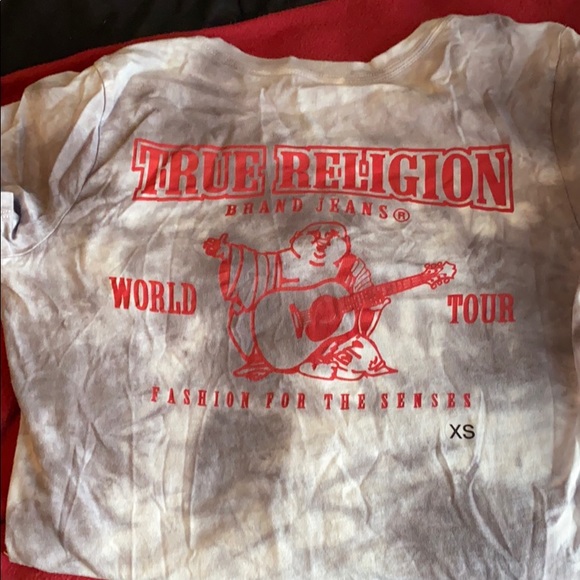 TRUE RELIGION
BRAND JEANS®
WORLD TOUR
FASHION FOR THE SENSES
XS